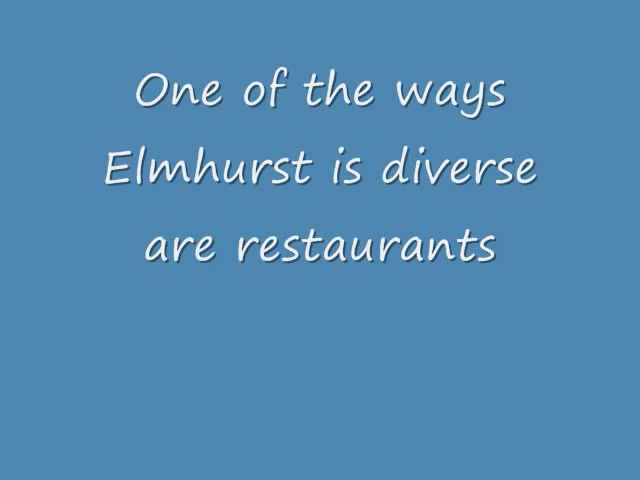 One of the ways
Elmhurst is diverse
are restaurants